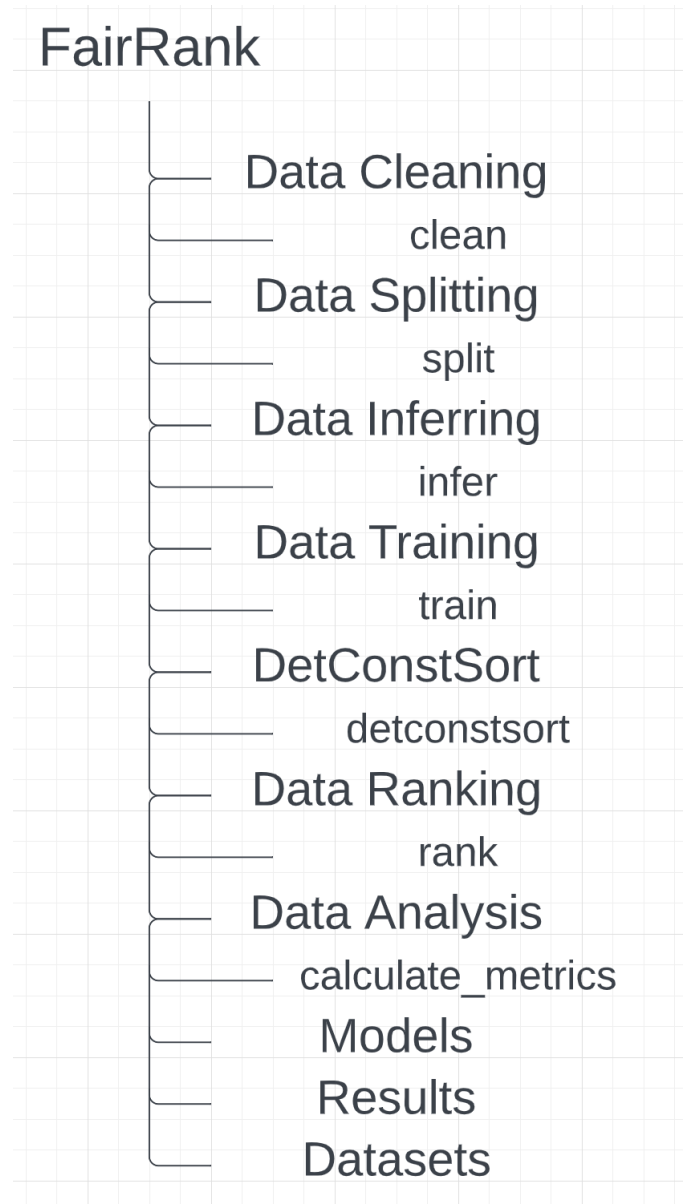 FairRank
Data Cleaning
clean
Data Splitting
split
Data Inferring
infer
Data Training
train
DetConstSort
detconstsort
Data Ranking
rank
Data Analysis
calculate_metrics
Models
Results
Datasets